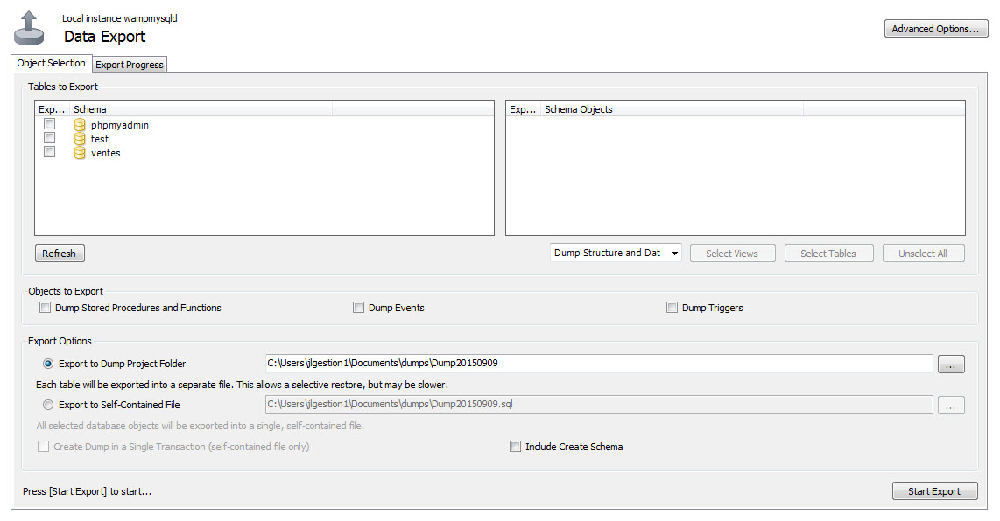 Local instance wampmysqld
Data Export
Advanced Options...
Object Selection Export Progress
Tables to Export
Exp... Schema
phpmyadmin
test
ventes
Exp... Schema Objects
Refresh
Dump Structure and Dat Select Views Select Tables Unselect All
Objects to Export
Dump Stored Procedures and Functions Dump Events Dump Triggers
Export Options
Export to Dump Project Folder C:\Users\jlgestion1\Documents\dumps\Dump20150909 ...
Each table will be exported into a separate file. This allows a selective restore, but may be slower.
Export to Self-Contained File C:\Users\jlgestion1\Documents\dumps\Dump20150909.sql ...
All selected database objects will be exported into a single, self-contained file.
Create Dump in a Single Transaction (self-contained file only) Include Create Schema
Press [Start Export] to start... Start Export